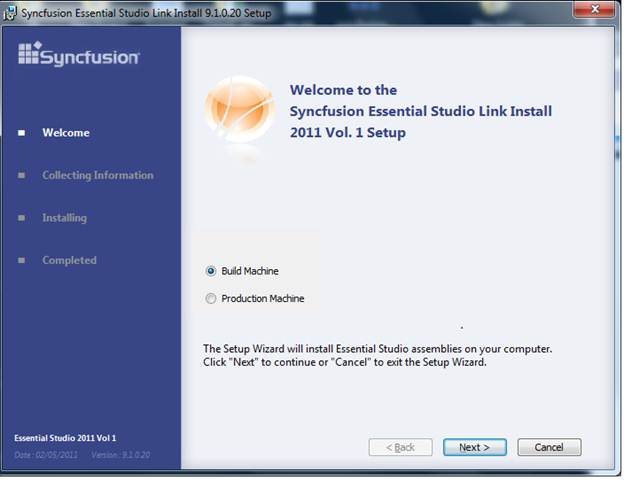 Syncfusion Essential Studio Link Install 9.1.0.20 Setup
Syncfusion
Welcome
Collecting Information
Installing
Completed
Essential Studio 2011 Vol 1
Date : 02/05/2011 Version : 9.1.0.20
Welcome to the
Syncfusion Essential Studio Link Install
2011 Vol. 1 Setup
Build Machine
Production Machine
.
The Setup Wizard will install Essential Studio assemblies on your computer.
Click "Next" to continue or "Cancel" to exit the Setup Wizard.
< Back
Next >
Cancel